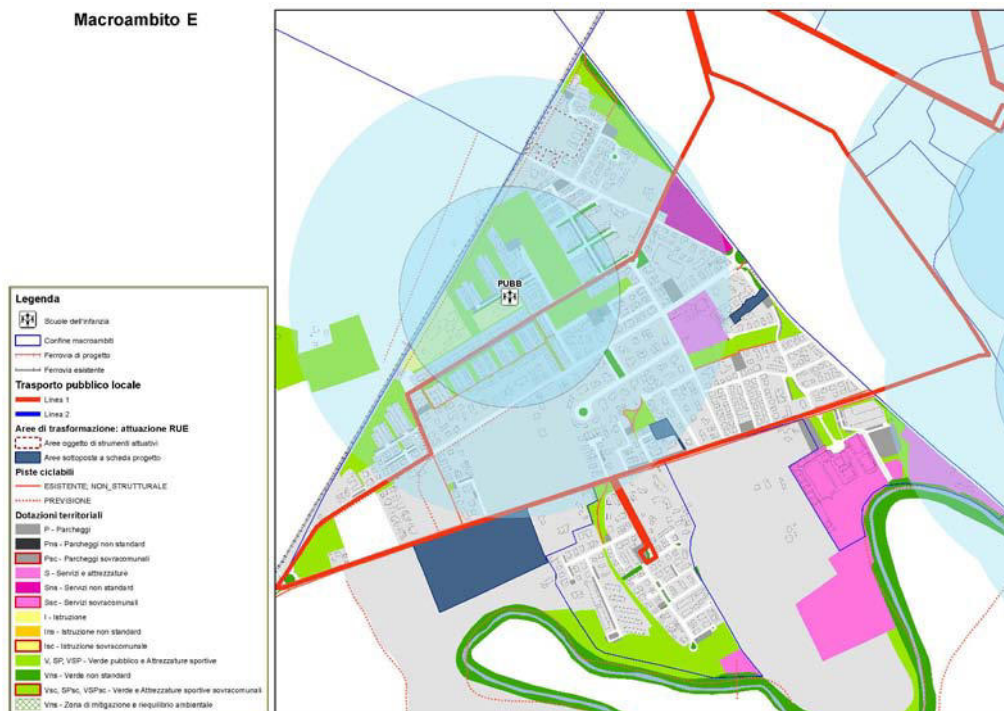 Macroambito E
PUBB
Legenda
Scuole dell'infanzia
Confine macroambiti
Ferrovia di progetto
Ferrovia esistente
Trasporto pubblico locale
Linea 1
Linea 2
Aree di trasformazione: attuazione RUE
Aree oggetto di strumenti attuativi
Aree sottoposte a scheda progetto
Piste ciclabili
ESISTENTE; NON_STRUTTURALE
PREVISIONE
Dotazioni territoriali
P - Parcheggi
Pns - Parcheggi non standard
Psc - Parcheggi sovracomunali
S - Servizi e attrezzature
Sns - Servizi non standard
Ssc - Servizi sovracomunali
I - Istruzione
Ins - Istruzione non standard
Isc - Istruzione sovracomunale
V, SP, VSP - Verde pubblico e Attrezzature sportive
Vns - Verde non standard
Vsc, SPsc, VSPsc - Verde e Attrezzature sportive sovracomunali
Vms - Zona di mitigazione e riequilibrio ambientale